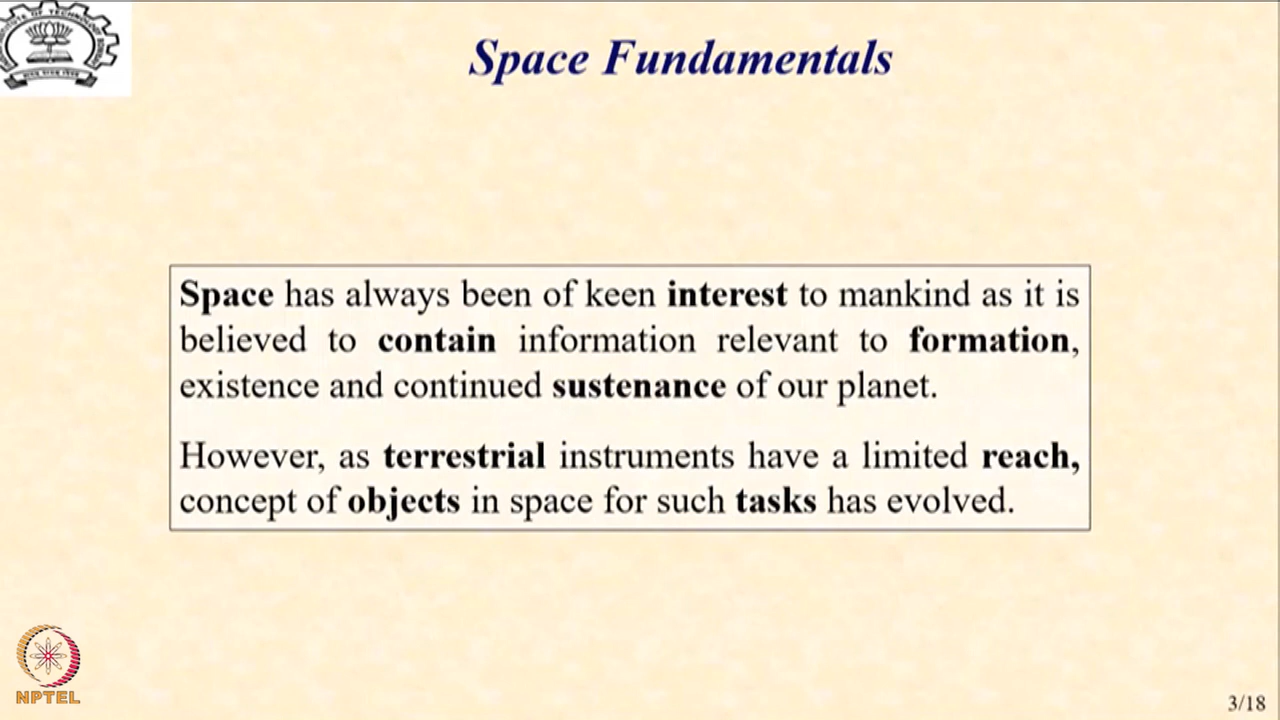 Space Fundamentals
Space has always been of keen interest to mankind as it is
believed to contain information relevant to formation,
existence and continued sustenance of our planet.
However, as terrestrial instruments have a limited reach,
concept of objects in space for such tasks has evolved.
NPTEL
3/18